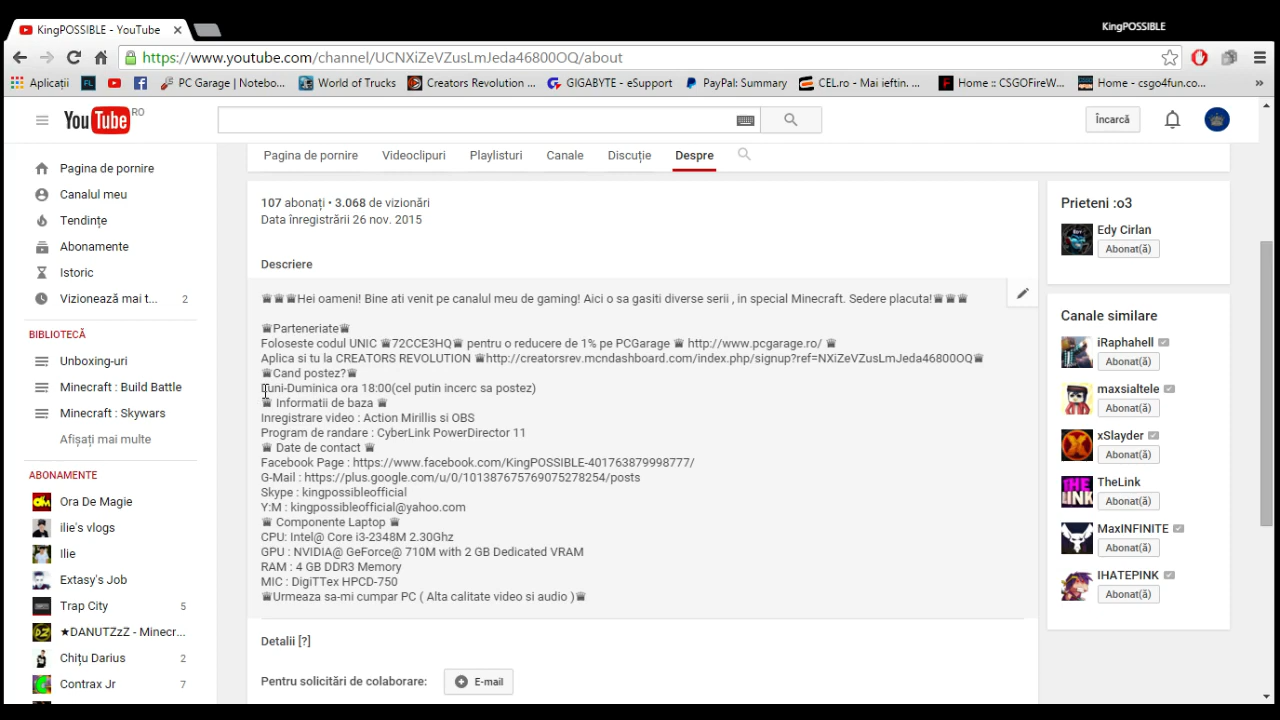 KingPOSSIBLE - YouTube
KingPOSSIBLE
https://www.youtube.com/channel/UCNXiZeVZusLmJeda46800OQ/about
Aplicații
FL
PC Garage | Notebo...
World of Trucks
Creators Revolution ...
GIGABYTE - eSupport
PayPal: Summary
CEL.ro - Mai ieftin. ...
Home :: CSGOFireW...
Home - csgo4fun.co...
»
You Tube RO
Încarcă
Pagina de pornire
Videoclipuri
Playlisturi
Canale
Discuție
Despre
Pagina de pornire
Canalul meu
Tendințe
Abonamente
Istoric
Vizionează mai t... 2
BIBLIOTECĂ
Unboxing-uri
Minecraft : Build Battle
Minecraft : Skywars
Afișați mai multe
ABONAMENTE
Ora De Magie
ilie's vlogs
Ilie
Extasy's Job
Trap City 5
★DANUTZzZ - Minecr...
Chițu Darius 2
Contrax Jr 7
107 abonați • 3.068 de vizionări
Data înregistrării 26 nov. 2015
Descriere
♛♛♛Hei oameni! Bine ati venit pe canalul meu de gaming! Aici o sa gasiti diverse serii , in special Minecraft. Sedere placuta!♛♛♛
♛Parteneriate♛
Foloseste codul UNIC ♛72CCE3HQ♛ pentru o reducere de 1% pe PCGarage ♛ http://www.pcgarage.ro/ ♛
Aplica si tu la CREATORS REVOLUTION ♛http://creatorsrev.mcndashboard.com/index.php/signup?ref=NXiZeVZusLmJeda46800OQ♛
♛Cand postez?♛
Luni-Duminica ora 18:00(cel putin incerc sa postez)
♛ Informatii de baza ♛
Inregistrare video : Action Mirillis si OBS
Program de randare : CyberLink PowerDirector 11
♛ Date de contact ♛
Facebook Page : https://www.facebook.com/KingPOSSIBLE-401763879998777/
G-Mail : https://plus.google.com/u/0/101387675769075278254/posts
Skype : kingpossibleofficial
Y:M : kingpossibleofficial@yahoo.com
♛ Componente Laptop ♛
CPU: Intel@ Core i3-2348M 2.30Ghz
GPU : NVIDIA@ GeForce@ 710M with 2 GB Dedicated VRAM
RAM : 4 GB DDR3 Memory
MIC : DigiTTex HPCD-750
♛Urmeaza sa-mi cumpar PC ( Alta calitate video si audio )♛
Detalii [?]
Pentru solicitări de colaborare:
E-mail
Prieteni :o3
Edy Cirlan
Abonat(ă)
Canale similare
iRaphahell
Abonat(ă)
maxsialtele
Abonat(ă)
xSlayder
Abonat(ă)
TheLink
Abonat(ă)
MaxINFINITE
Abonat(ă)
IHATEPINK
Abonat(ă)